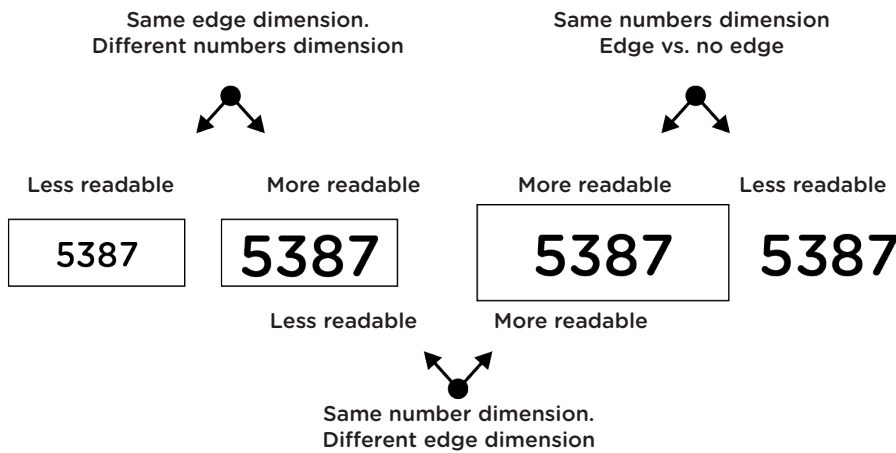 Same edge dimension.
Different numbers dimension
Same numbers dimension
Edge vs. no edge
Less readable
More readable
More readable
Less readable
5387
5387
5387
5387
Less readable
More readable
Same number dimension.
Different edge dimension